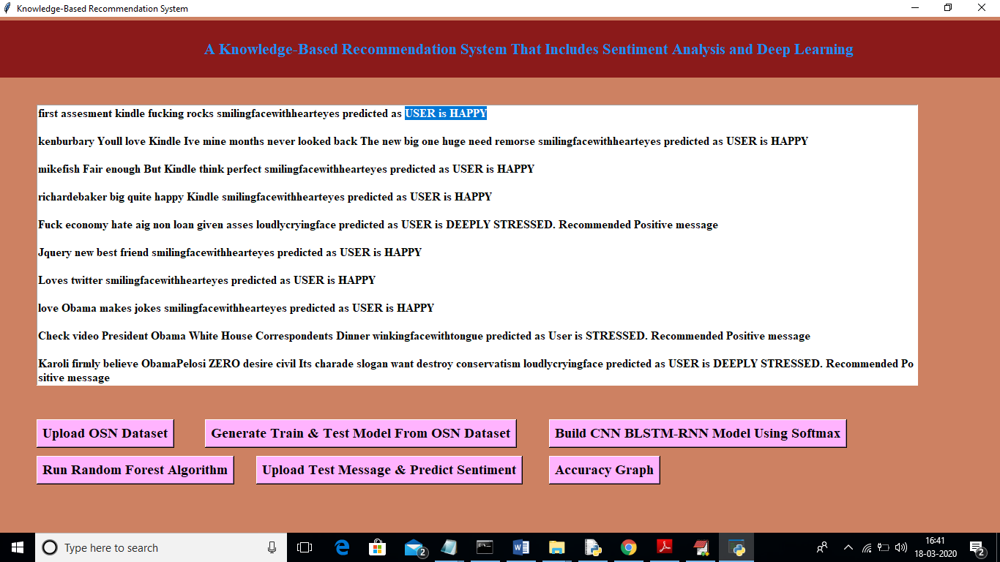 Knowledge-Based Recommendation System
A Knowledge-Based Recommendation System That Includes Sentiment Analysis and Deep Learning
first assesment kindle fucking rocks smilingfacewithhearteyes predicted as USER is HAPPY
kenburbary Youll love Kindle Ive mine months never looked back The new big one huge need remorse smilingfacewithhearteyes predicted as USER is HAPPY
mikefish Fair enough But Kindle think perfect smilingfacewithhearteyes predicted as USER is HAPPY
richardebaker big quite happy Kindle smilingfacewithhearteyes predicted as USER is HAPPY
Fuck economy hate aig non loan given asses loudlycryingface predicted as USER is DEEPLY STRESSED. Recommended Positive message
Jquery new best friend smilingfacewithhearteyes predicted as USER is HAPPY
Loves twitter smilingfacewithhearteyes predicted as USER is HAPPY
love Obama makes jokes smilingfacewithhearteyes predicted as USER is HAPPY
Check video President Obama White House Correspondents Dinner winkingfacewithtongue predicted as User is STRESSED. Recommended Positive message
Karoli firmly believe ObamaPelosi ZERO desire civil Its charade slogan want destroy conservatism loudlycryingface predicted as USER is DEEPLY STRESSED. Recommended Po
sitive message
Upload OSN Dataset
Generate Train & Test Model From OSN Dataset
Build CNN BLSTM-RNN Model Using Softmax
Run Random Forest Algorithm
Upload Test Message & Predict Sentiment
Accuracy Graph
Type here to search
2
16:41
18-03-2020
2